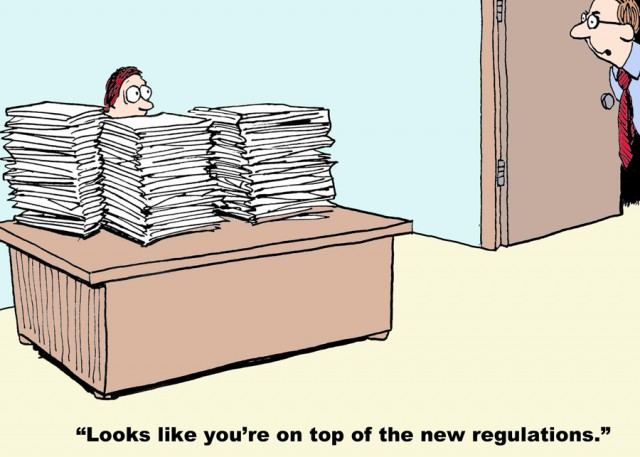 “Looks like you’re on top of the new regulations.”